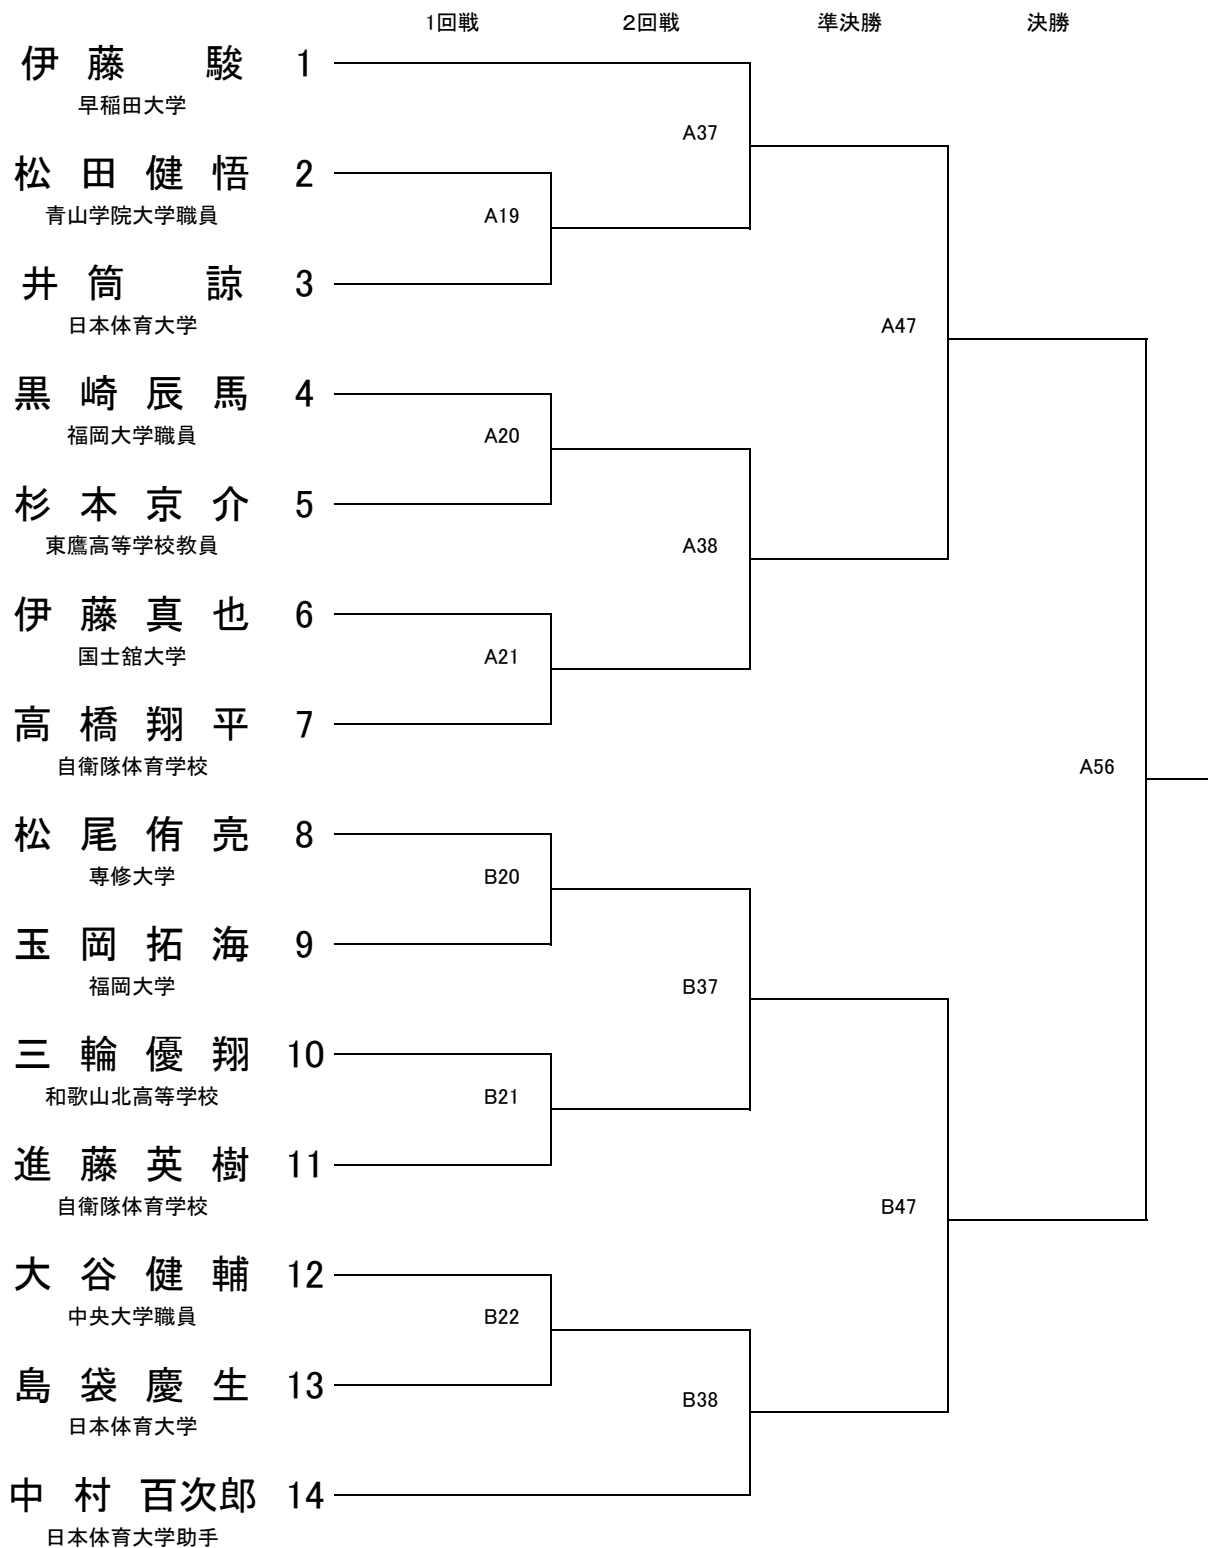 1回戦 2回戦 準決勝 決勝
伊藤 駿 1
早稲田大学
A37
松田健悟 2
青山学院大学職員
A19
井筒 諒 3
日本体育大学
A47
黒崎辰馬 4
福岡大学職員
A20
杉本京介 5
東鷹高等学校教員
A38
伊藤真也 6
国士舘大学
A21
高橋翔平 7
自衛隊体育学校
A56
松尾侑亮 8
専修大学
B20
玉岡拓海 9
福岡大学
B37
三輪優翔 10
和歌山北高等学校
B21
進藤英樹 11
自衛隊体育学校
B47
大谷健輔 12
中央大学職員
B22
島袋慶生 13
日本体育大学
B38
中村百次郎 14
日本体育大学助手